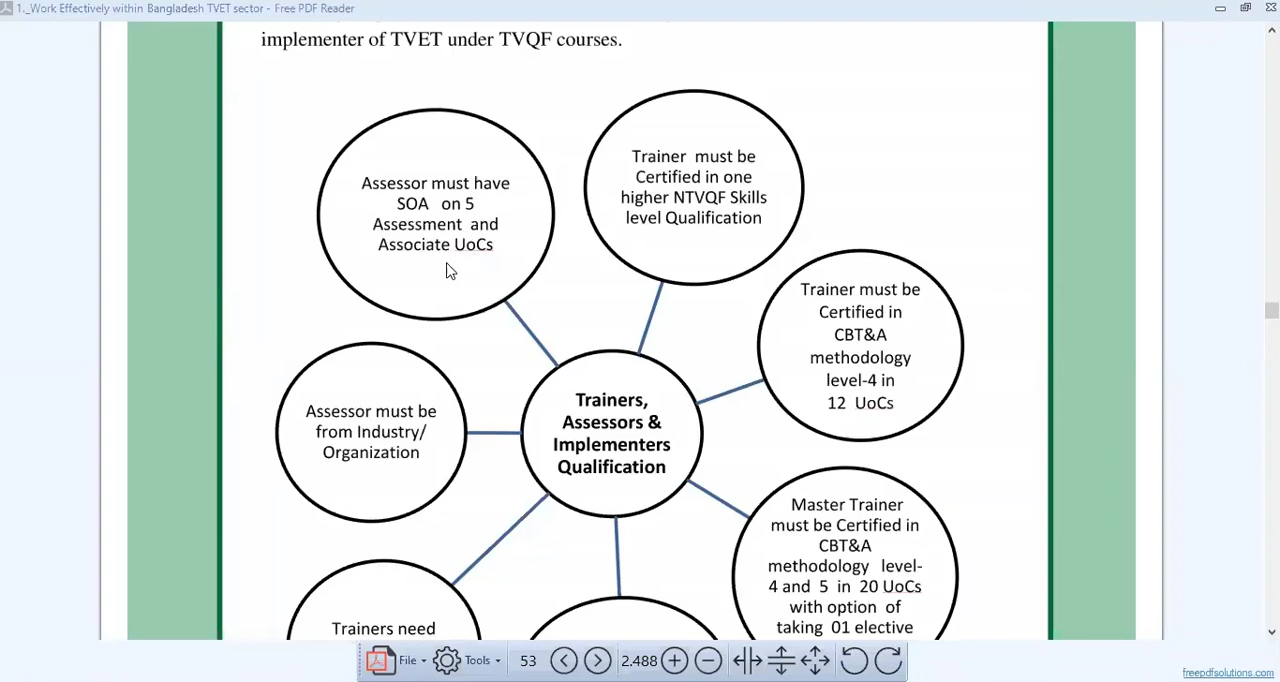 1._Work Effectively within Bangladesh TVET sector - Free PDF Reader
implementer of TVET under TVQF courses.
Assessor must have
SOA on 5
Assessment and
Associate UoCs
Trainer must be
Certified in one
higher NTVQF Skills
level Qualification
Trainer must be
Certified in
CBT&A
methodology
level-4 in
12 UoCs
Assessor must be
from Industry/
Organization
Trainers,
Assessors &
Implementers
Qualification
Master Trainer
must be Certified in
CBT&A
methodology level-
4 and 5 in 20 UoCs
with option of
taking 01 elective
Trainers need
File
Tools
53
2.488
freepdfsolutions.com